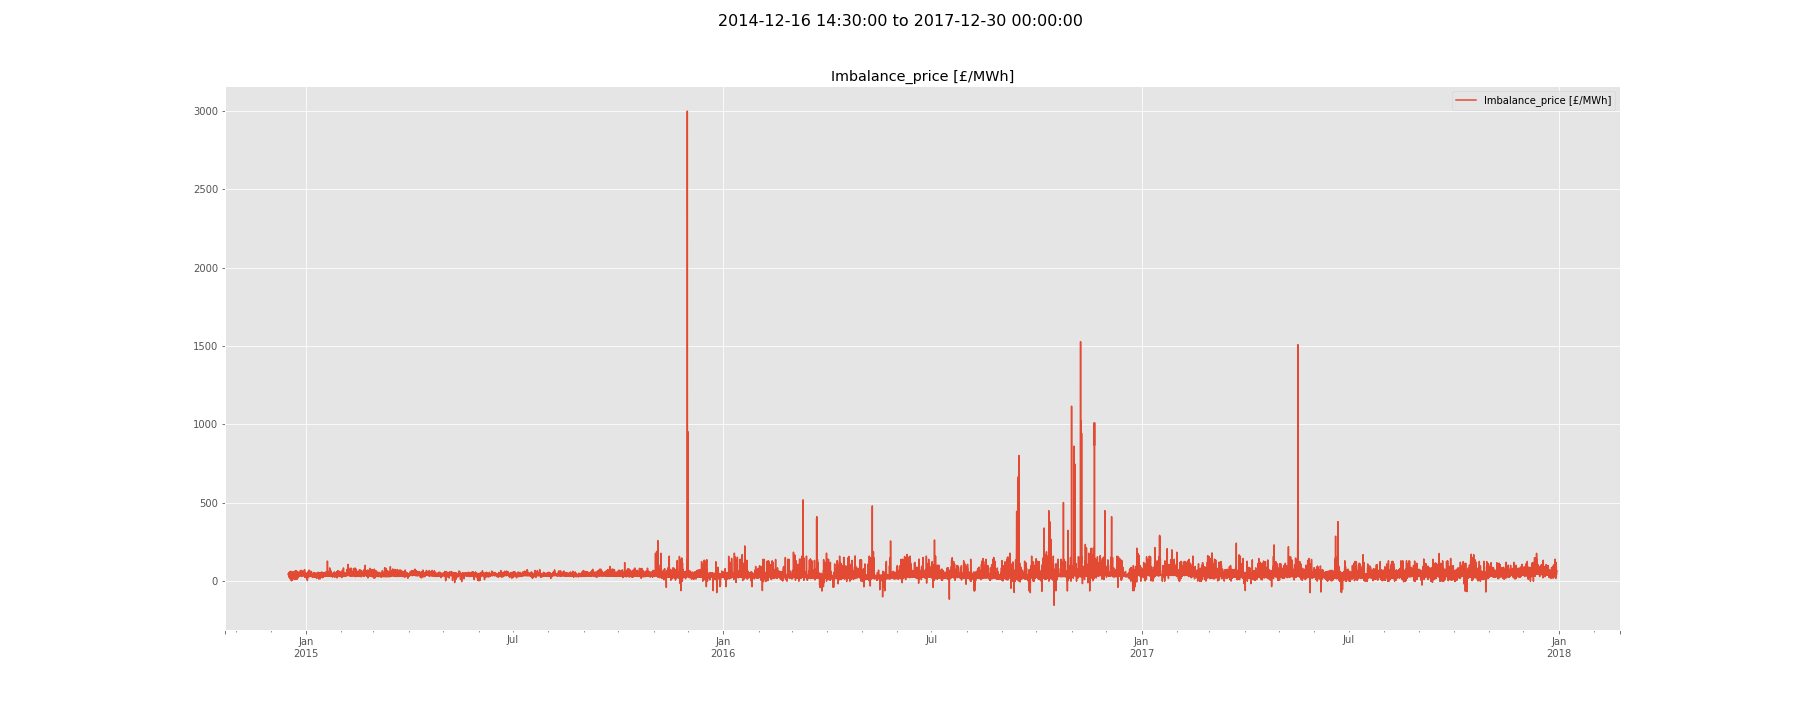 2014-12-16 14:30:00 to 2017-12-30 00:00:00
Imbalance_price [£/MWh]
Imbalance_price [£/MWh]
3000
2500
2000
1500
1000
500
0
Jan
2015
Jul
Jan
2016
Jul
Jan
2017
Jul
Jan
2018